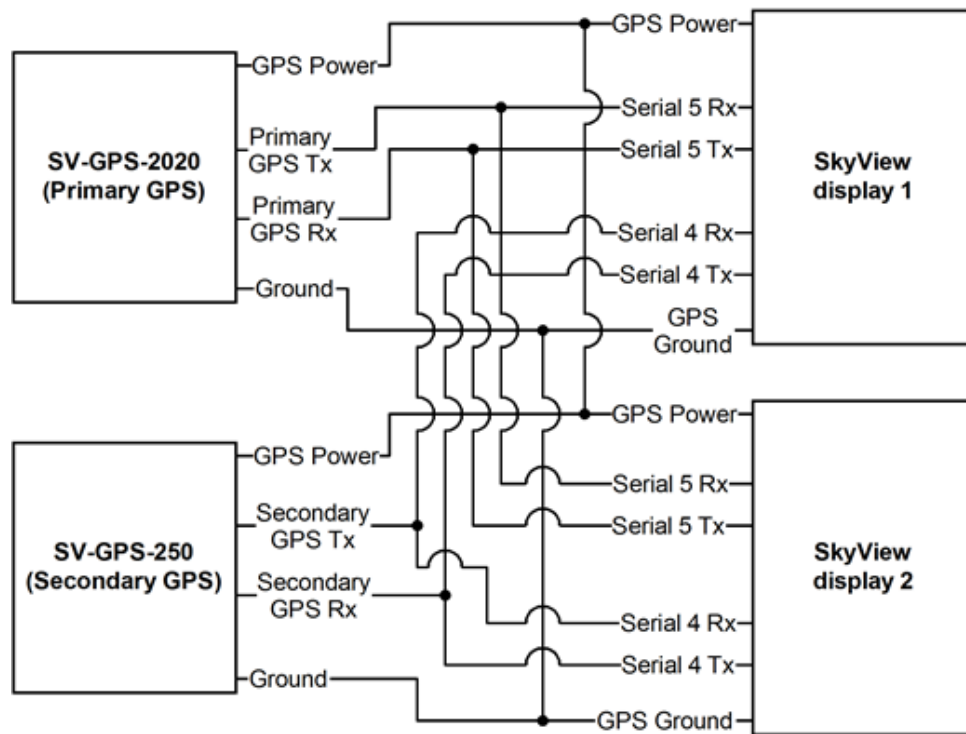 SV-GPS-2020
(Primary GPS)
GPS Power
Primary
GPS Tx
Primary
GPS Rx
Ground
GPS Power
Serial 5 Rx
Serial 5 Tx
Serial 4 Rx
Serial 4 Tx
GPS
Ground
SkyView
display 1
SV-GPS-250
(Secondary GPS)
GPS Power
Secondary
GPS Tx
Secondary
GPS Rx
Ground
GPS Power
Serial 5 Rx
Serial 5 Tx
Serial 4 Rx
Serial 4 Tx
GPS Ground
SkyView
display 2